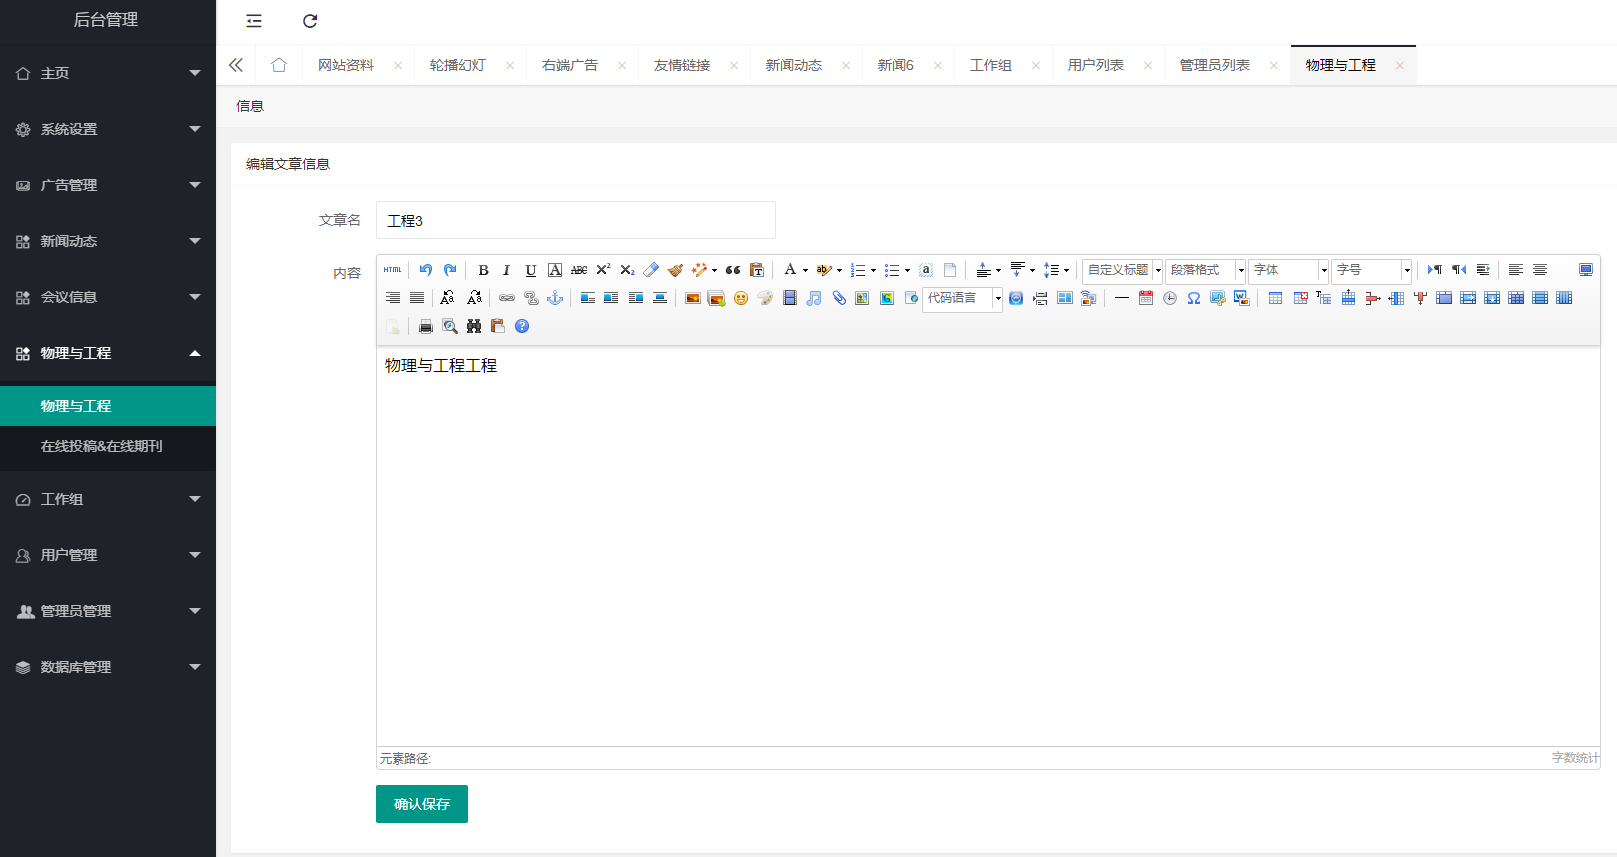 后台管理
主页
系统设置
广告管理
新闻动态
会议信息
物理与工程
物理与工程
在线投稿&在线期刊
工作组
用户管理
管理员管理
数据库管理
网站资料 轮播幻灯 右端广告 友情链接 新闻动态 新闻6 工作组 用户列表 管理员列表 物理与工程
信息
编辑文章信息
文章名 工程3
内容
HTML B I U A ABC X² X₂ A ab 自定义标题 段落格式 字体 字号
代码语言
物理与工程工程
元素路径: 字数统计
确认保存